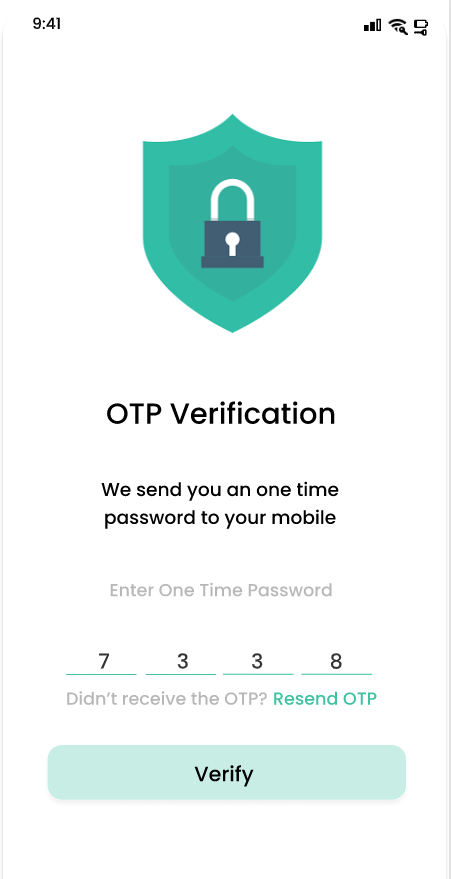 9:41
OTP Verification
We send you an one time
password to your mobile
Enter One Time Password
7 3 3 8
Didn’t receive the OTP? Resend OTP
Verify